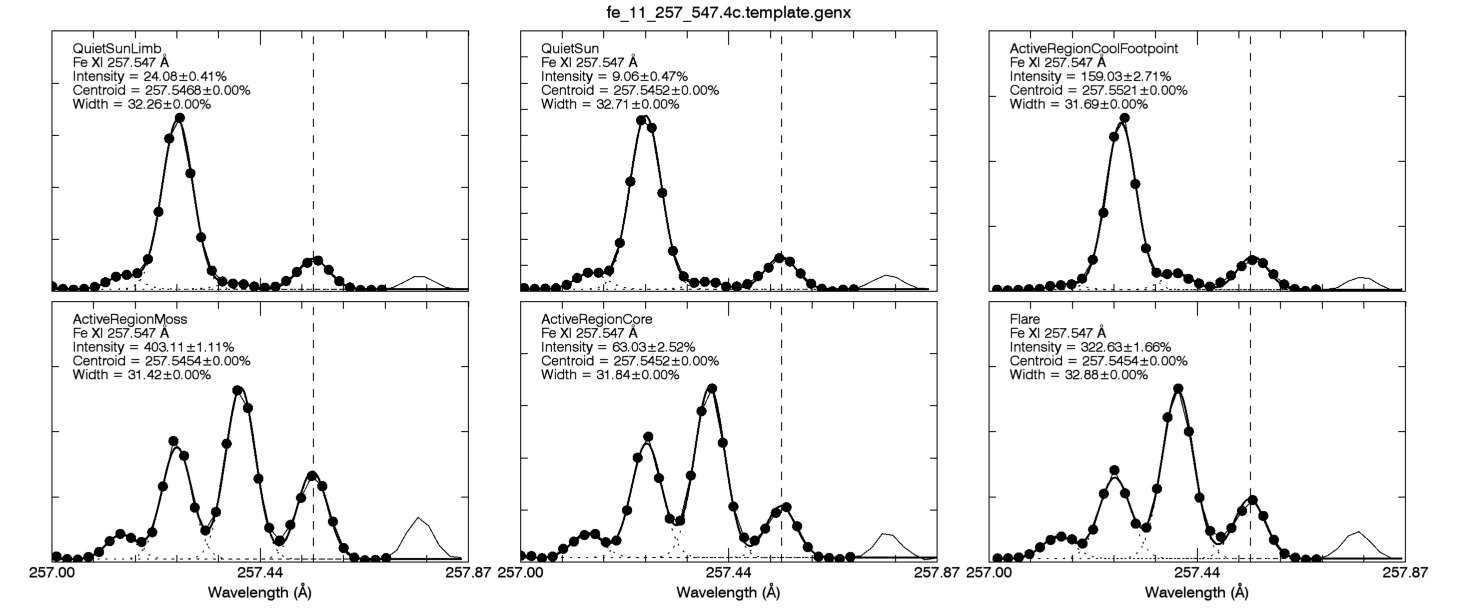 fe_11_257_547.4c.template.genx
QuietSunLimb
Fe XI 257.547 Å
Intensity = 24.08±0.41%
Centroid = 257.5468±0.00%
Width = 32.26±0.00%
QuietSun
Fe XI 257.547 Å
Intensity = 9.06±0.47%
Centroid = 257.5452±0.00%
Width = 32.71±0.00%
ActiveRegionCoolFootpoint
Fe XI 257.547 Å
Intensity = 159.03±2.71%
Centroid = 257.5521±0.00%
Width = 31.69±0.00%
ActiveRegionMoss
Fe XI 257.547 Å
Intensity = 403.11±1.11%
Centroid = 257.5454±0.00%
Width = 31.42±0.00%
ActiveRegionCore
Fe XI 257.547 Å
Intensity = 63.03±2.52%
Centroid = 257.5452±0.00%
Width = 31.84±0.00%
Flare
Fe XI 257.547 Å
Intensity = 322.63±1.66%
Centroid = 257.5454±0.00%
Width = 32.88±0.00%
257.00 257.44 257.87 257.00 257.44 257.87 257.00 257.44 257.87
Wavelength (Å) Wavelength (Å) Wavelength (Å)